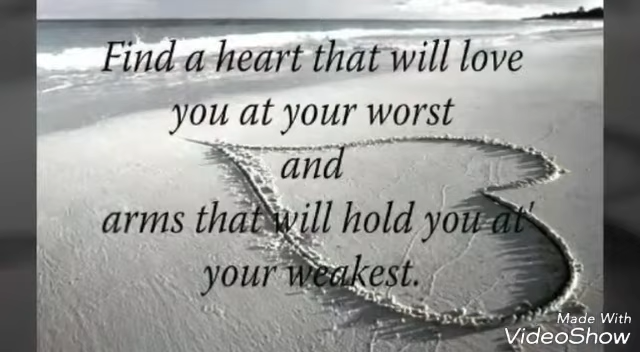 Find a heart that will love
you at your worst
and
arms that will hold you at'
your weakest.
Made With
VideoShow